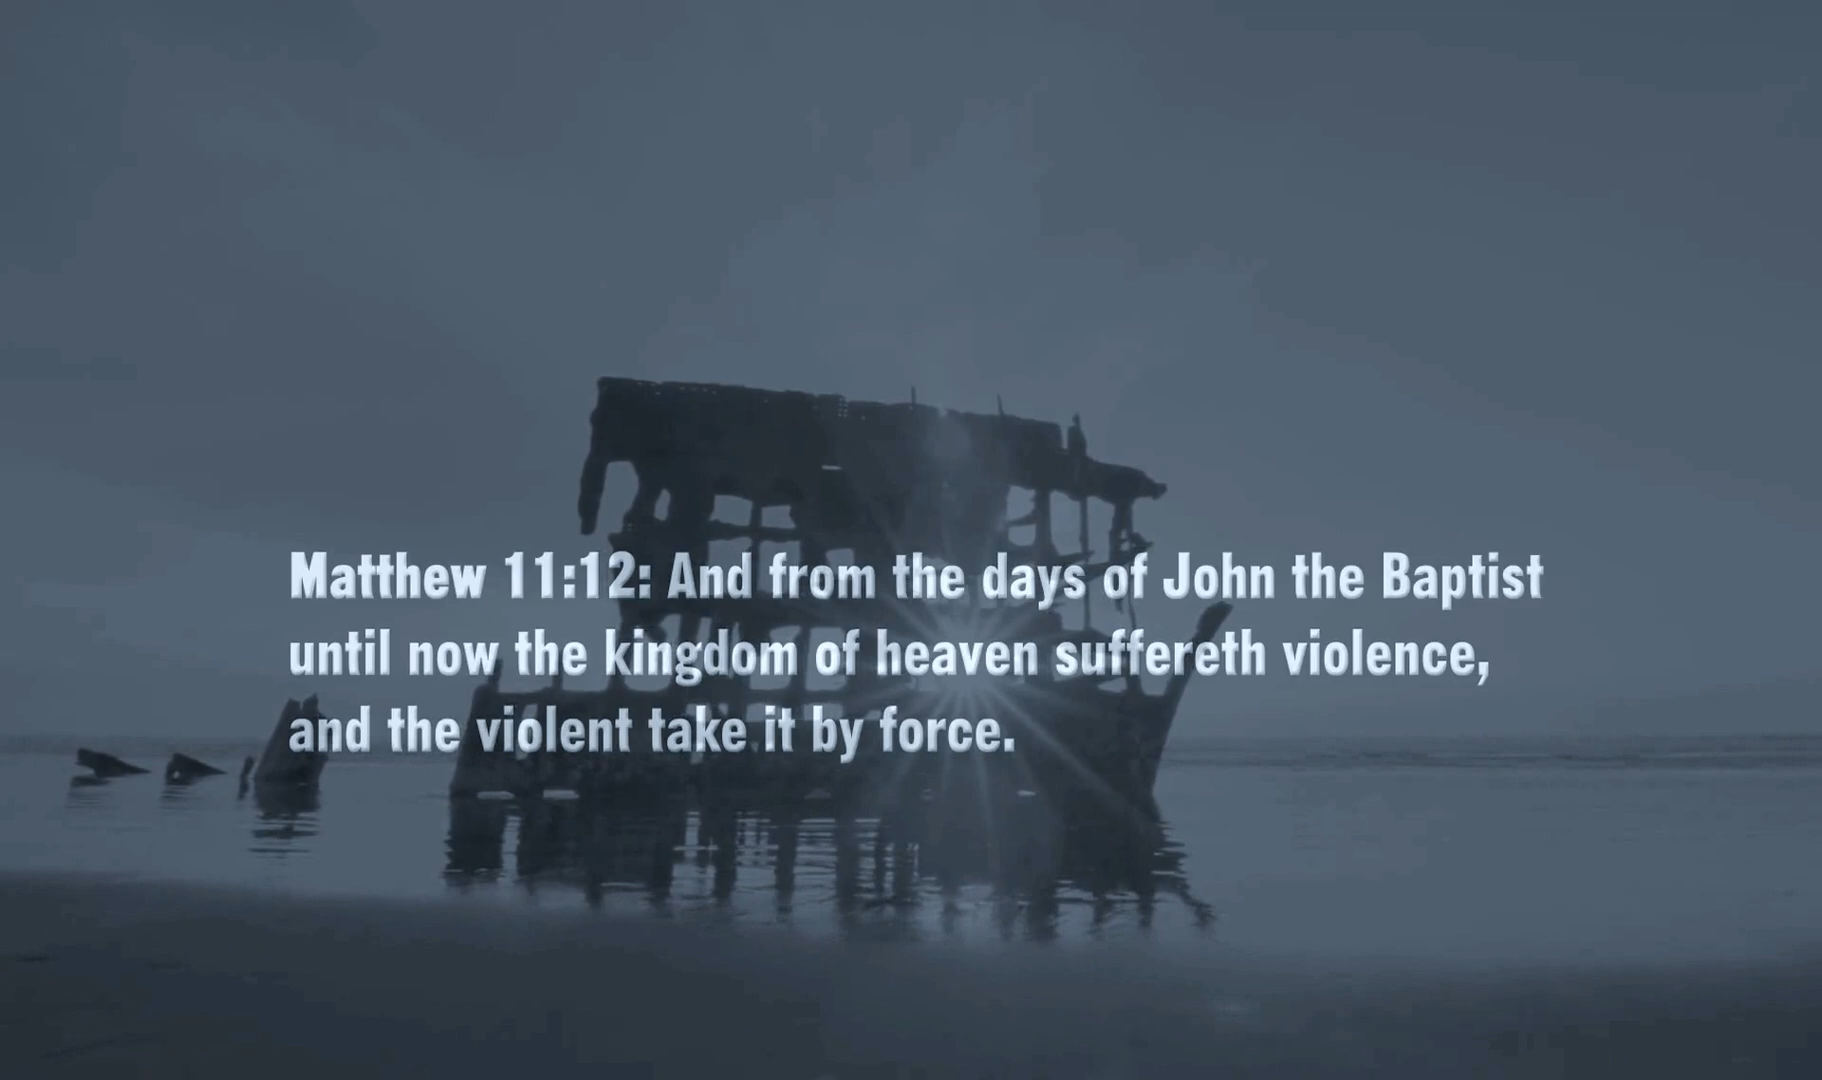 Matthew 11:12: And from the days of John the Baptist
until now the kingdom of heaven suffereth violence,
and the violent take it by force.